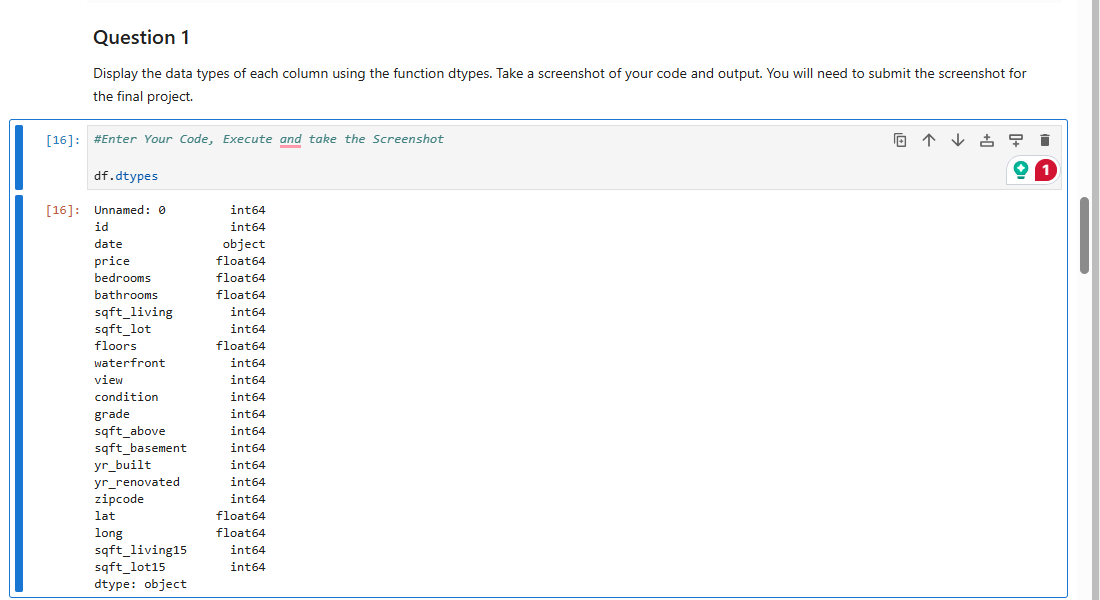 Question 1
Display the data types of each column using the function dtypes. Take a screenshot of your code and output. You will need to submit the screenshot for
the final project.
[16]: #Enter Your Code, Execute and take the Screenshot
df.dtypes
1
[16]: Unnamed: 0 int64
id int64
date object
price float64
bedrooms float64
bathrooms float64
sqft_living int64
sqft_lot int64
floors float64
waterfront int64
view int64
condition int64
grade int64
sqft_above int64
sqft_basement int64
yr_built int64
yr_renovated int64
zipcode int64
lat float64
long float64
sqft_living15 int64
sqft_lot15 int64
dtype: object